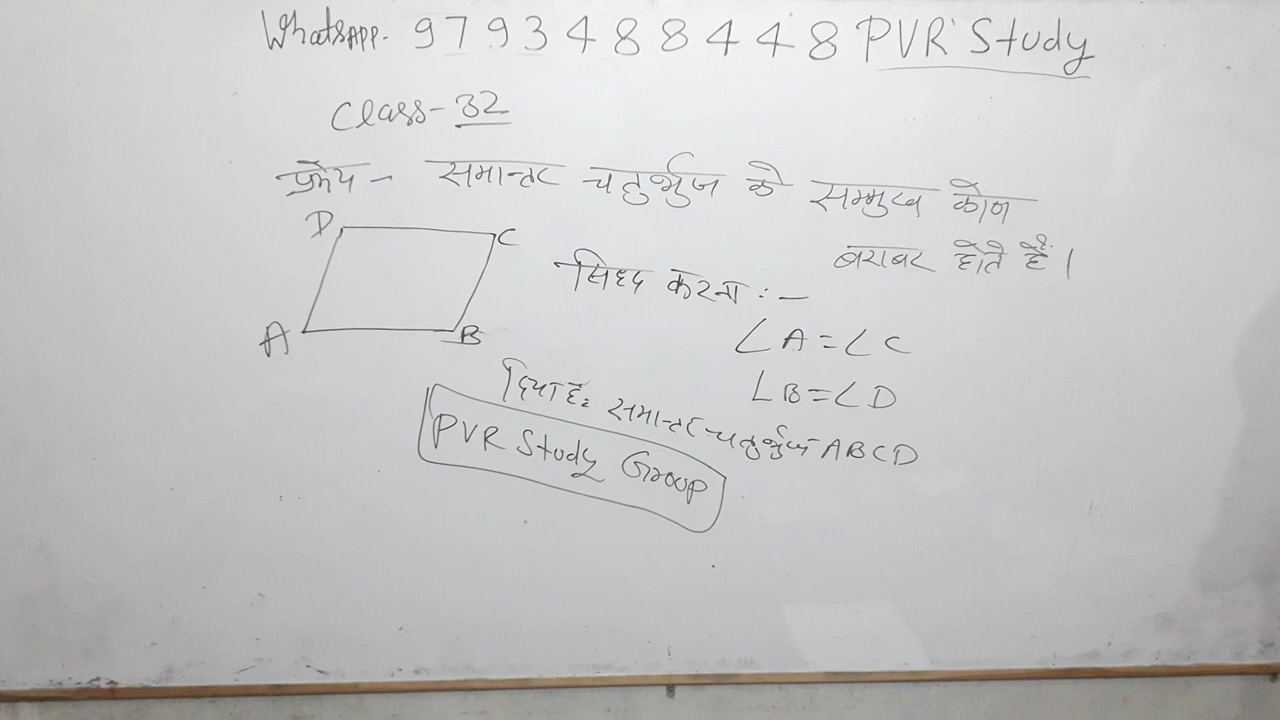 WhatsAPP. 9793488448 PVR Study
Class-32
प्रमेय - समान्तर चतुर्भुज के सम्मुख कोण
बराबर होते है।
D
C
सिध्द करना :-
A
B
∠A=∠C
∠B=∠D
दिया है: समान्तर चतुर्भुज ABCD
PVR Study Group